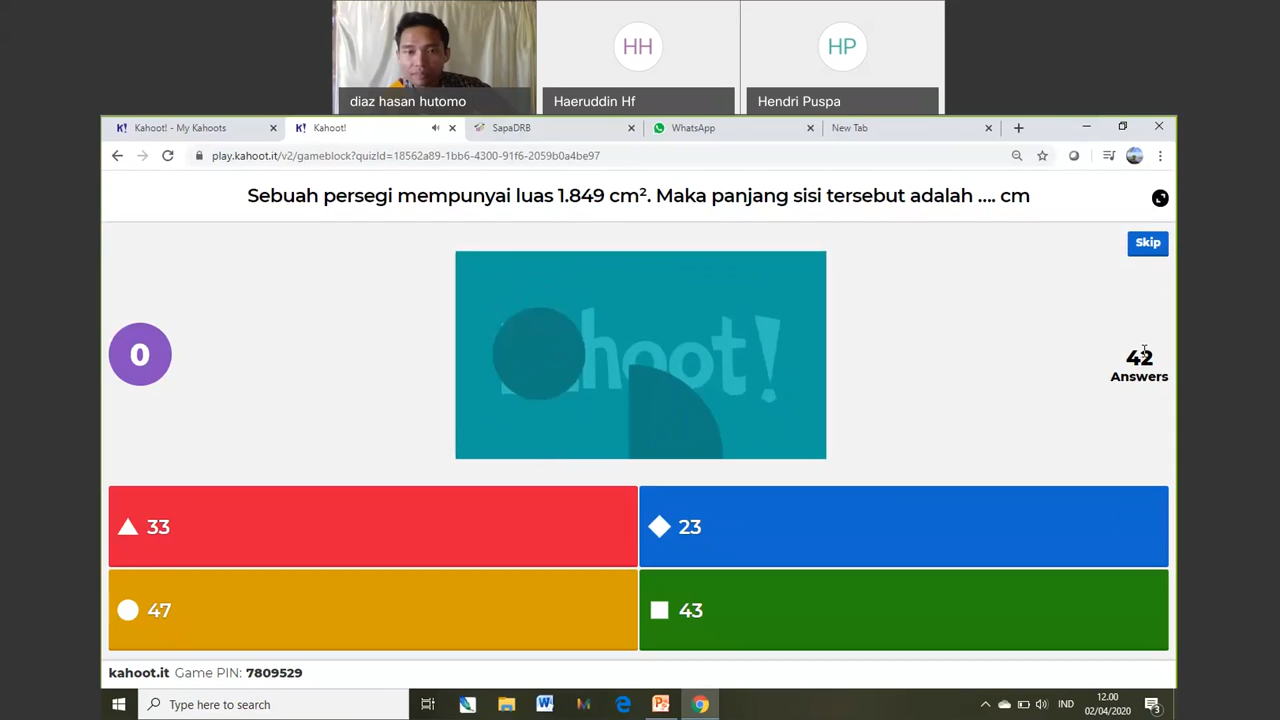 HH
HP
diaz hasan hutomo
Haeruddin Hf
Hendri Puspa
K! Kahoot! - My Kahoots
K! Kahoot!
SapaDRB
WhatsApp
New Tab
play.kahoot.it/v2/gameblock?quizId=18562a89-1bb6-4300-91f6-2059b0a4be97
Sebuah persegi mempunyai luas 1.849 cm². Maka panjang sisi tersebut adalah .... cm
Skip
hoot!
0
42
Answers
33
23
47
43
kahoot.it Game PIN: 7809529
Type here to search
IND
12.00
02/04/2020
3